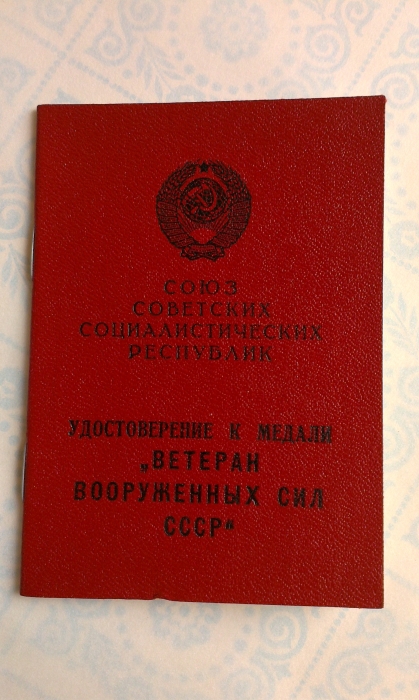 СОЮЗ
СОВЕТСКИХ
СОЦИАЛИСТИЧЕСКИХ
РЕСПУБЛИК
УДОСТОВЕРЕНИЕ К МЕДАЛИ
„ВЕТЕРАН
ВООРУЖЕННЫХ СИЛ
СССР“